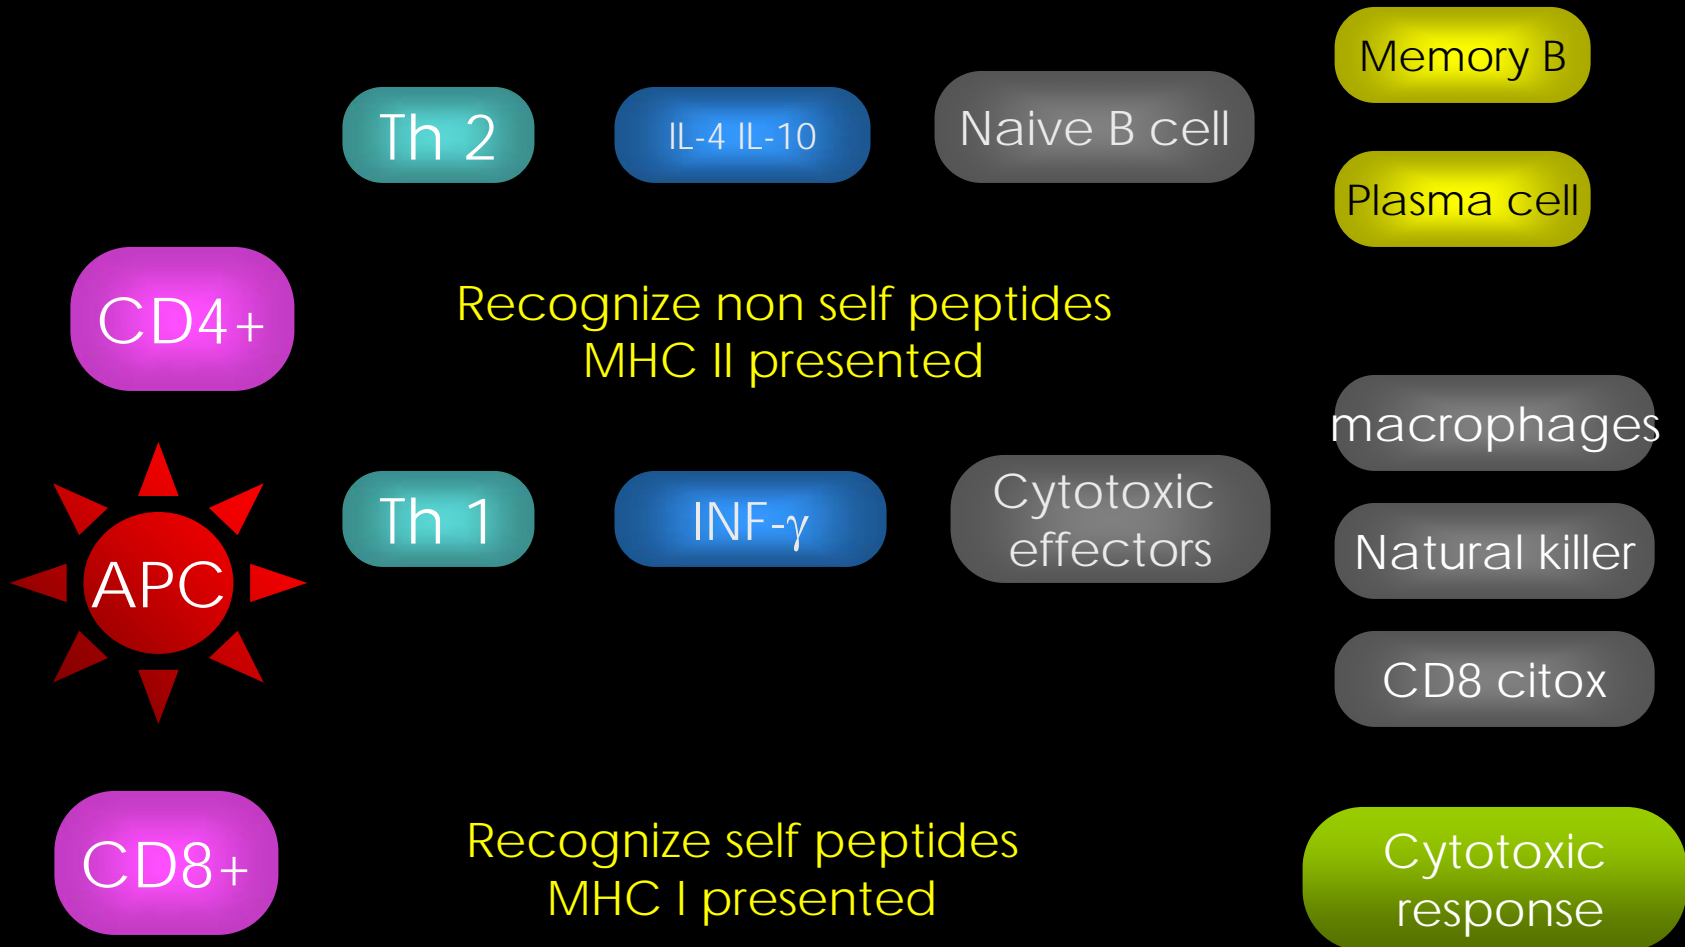 Memory B
Th 2
IL-4 IL-10
Naive B cell
Plasma cell
CD4+
Recognize non self peptides
MHC II presented
macrophages
Th 1
INF-γ
Cytotoxic
effectors
Natural killer
APC
CD8 citox
CD8+
Recognize self peptides
MHC I presented
Cytotoxic
response